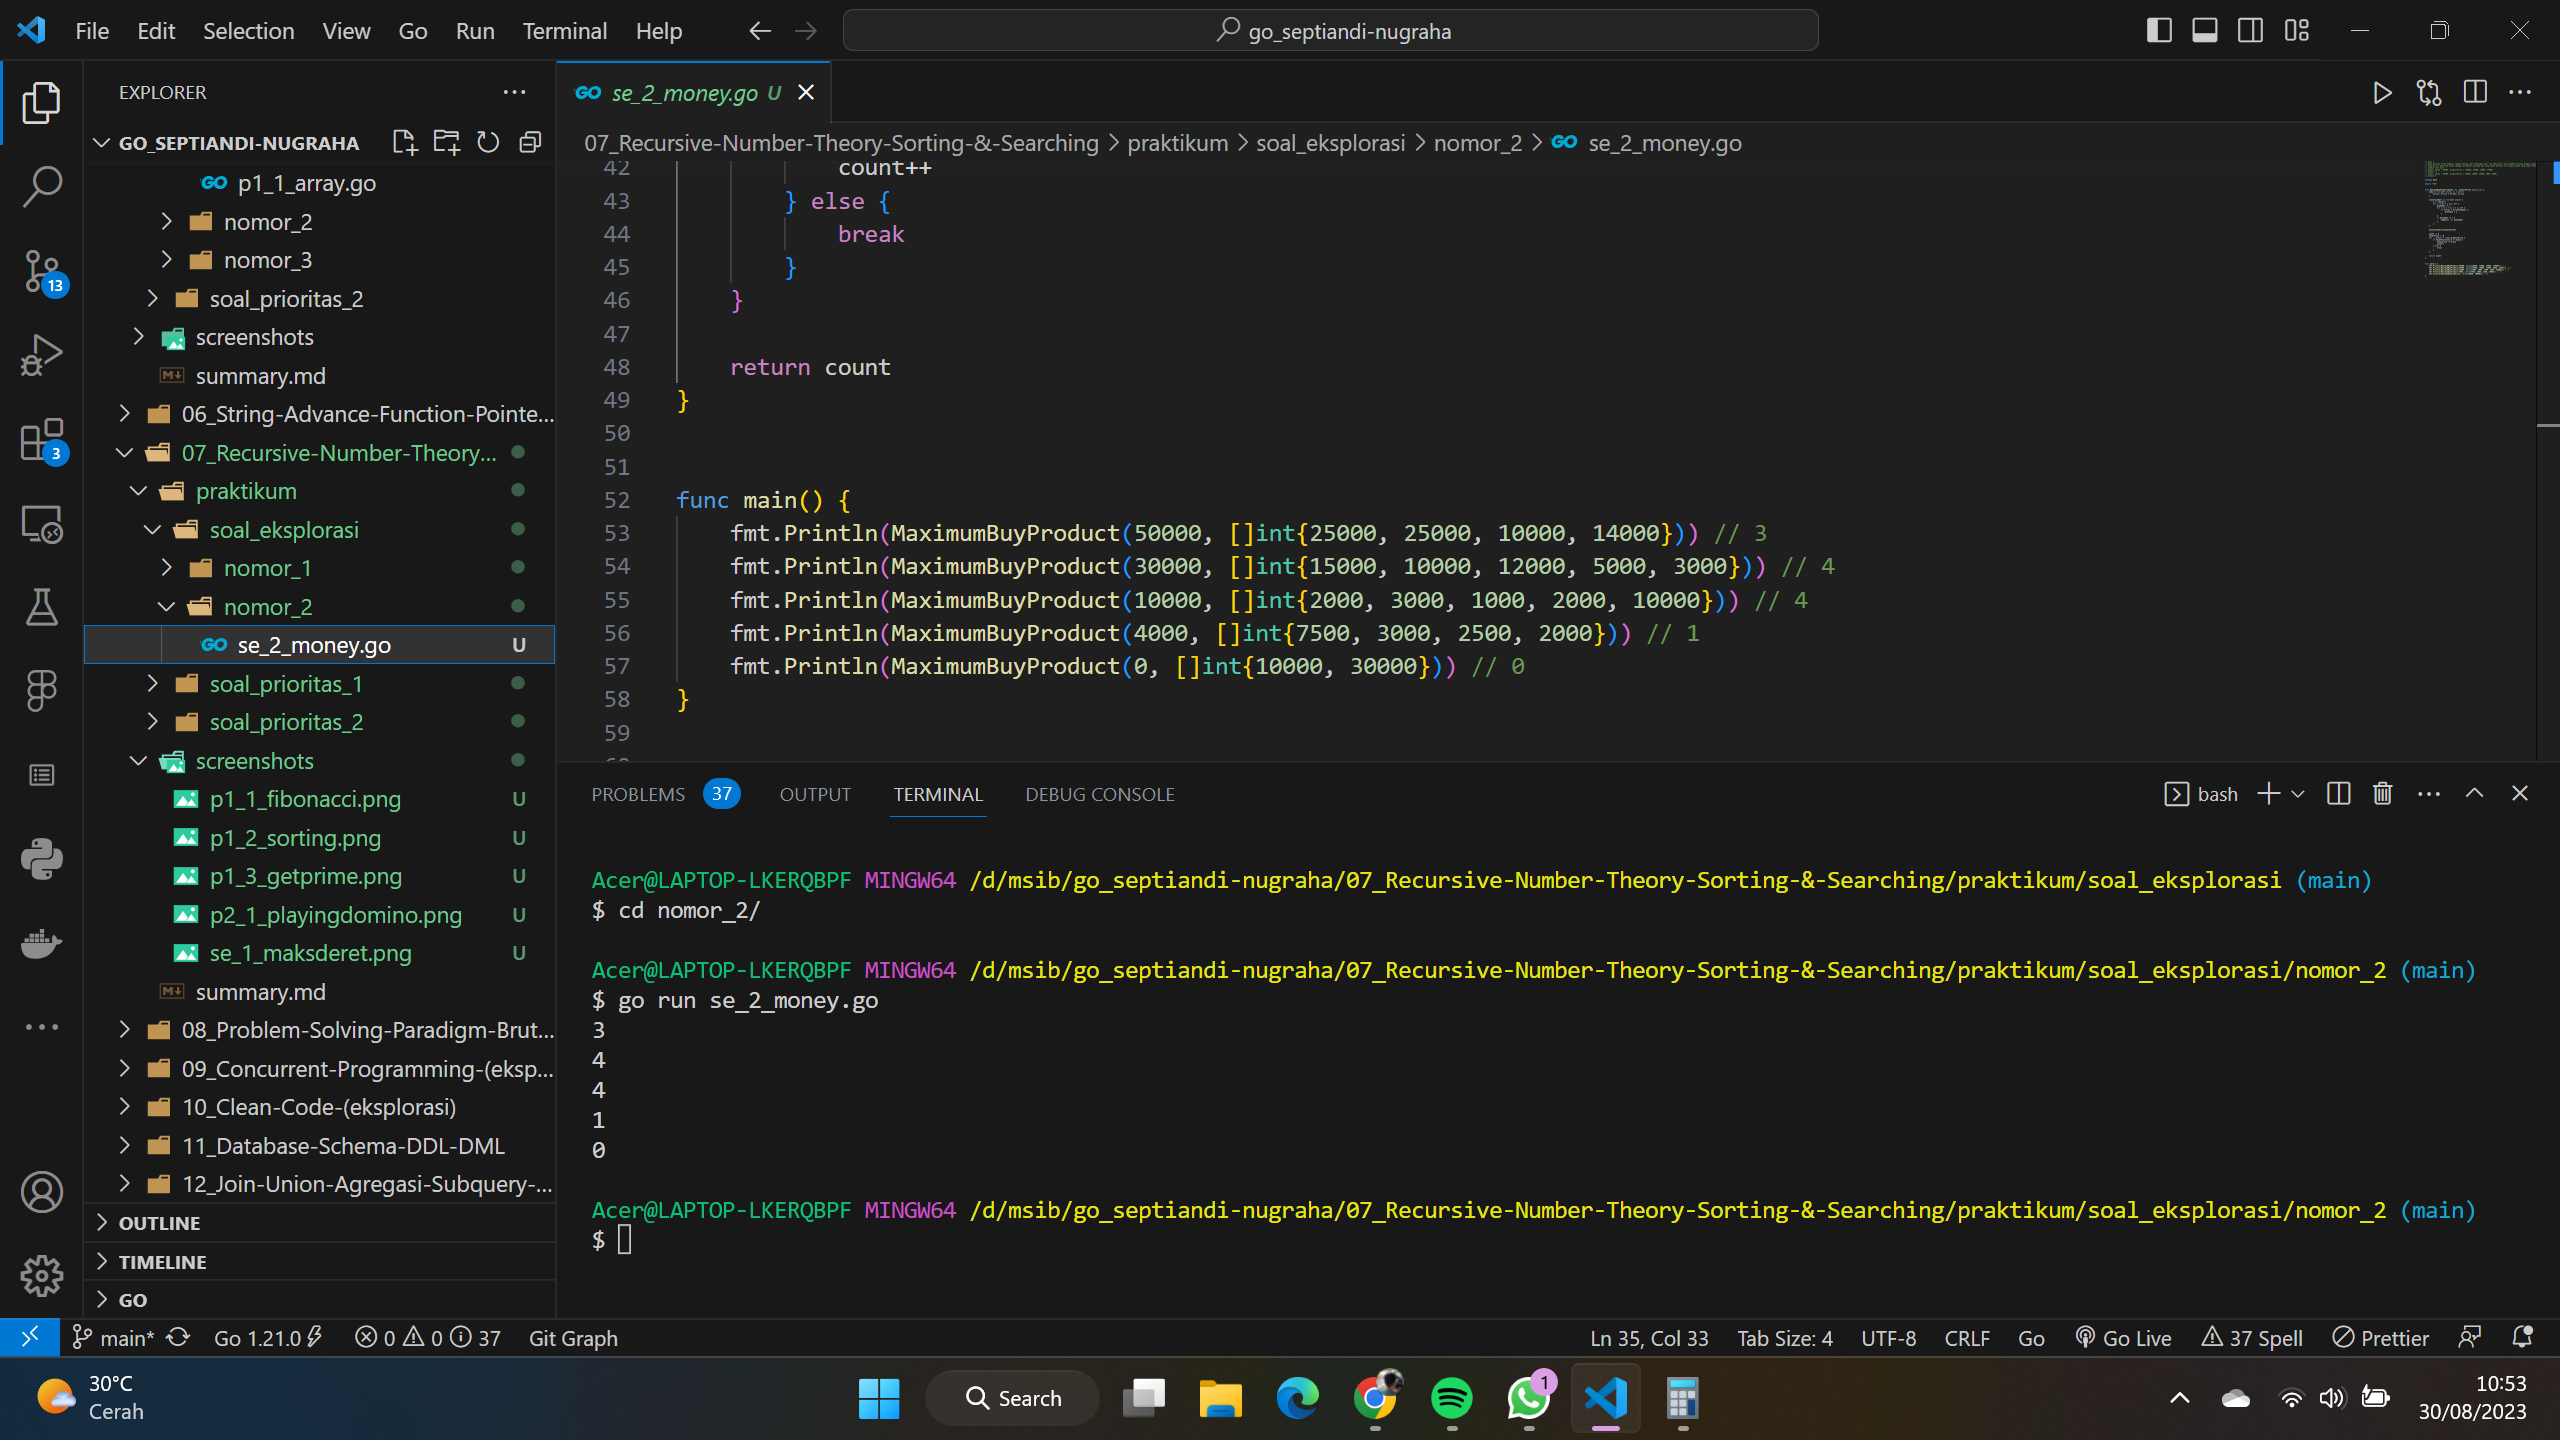 File Edit Selection View Go Run Terminal Help
go_septiandi-nugraha
EXPLORER
GO_SEPTIANDI-NUGRAHA
p1_1_array.go
nomor_2
nomor_3
soal_prioritas_2
screenshots
summary.md
06_String-Advance-Function-Pointe...
07_Recursive-Number-Theory...
praktikum
soal_eksplorasi
nomor_1
nomor_2
se_2_money.go U
soal_prioritas_1
soal_prioritas_2
screenshots
p1_1_fibonacci.png U
p1_2_sorting.png U
p1_3_getprime.png U
p2_1_playingdomino.png U
se_1_maksderet.png U
summary.md
08_Problem-Solving-Paradigm-Brut...
09_Concurrent-Programming-(eksp...
10_Clean-Code-(eksplorasi)
11_Database-Schema-DDL-DML
12_Join-Union-Agregasi-Subquery-...
OUTLINE
TIMELINE
GO
13
3
GO se_2_money.go U
07_Recursive-Number-Theory-Sorting-&-Searching > praktikum > soal_eksplorasi > nomor_2 > GO se_2_money.go
42 count++
43 } else {
44 break
45 }
46 }
47
48 return count
49 }
50
51
52 func main() {
53 fmt.Println(MaximumBuyProduct(50000, []int{25000, 25000, 10000, 14000})) // 3
54 fmt.Println(MaximumBuyProduct(30000, []int{15000, 10000, 12000, 5000, 3000})) // 4
55 fmt.Println(MaximumBuyProduct(10000, []int{2000, 3000, 1000, 2000, 10000})) // 4
56 fmt.Println(MaximumBuyProduct(4000, []int{7500, 3000, 2500, 2000})) // 1
57 fmt.Println(MaximumBuyProduct(0, []int{10000, 30000})) // 0
58 }
59
PROBLEMS 37 OUTPUT TERMINAL DEBUG CONSOLE
bash
Acer@LAPTOP-LKERQBPF MINGW64 /d/msib/go_septiandi-nugraha/07_Recursive-Number-Theory-Sorting-&-Searching/praktikum/soal_eksplorasi (main)
$ cd nomor_2/
Acer@LAPTOP-LKERQBPF MINGW64 /d/msib/go_septiandi-nugraha/07_Recursive-Number-Theory-Sorting-&-Searching/praktikum/soal_eksplorasi/nomor_2 (main)
$ go run se_2_money.go
3
4
4
1
0
Acer@LAPTOP-LKERQBPF MINGW64 /d/msib/go_septiandi-nugraha/07_Recursive-Number-Theory-Sorting-&-Searching/praktikum/soal_eksplorasi/nomor_2 (main)
$
main* Go 1.21.0 0 0 37 Git Graph
Ln 35, Col 33 Tab Size: 4 UTF-8 CRLF Go Go Live 37 Spell Prettier
30°C
Cerah
Search
1
10:53
30/08/2023